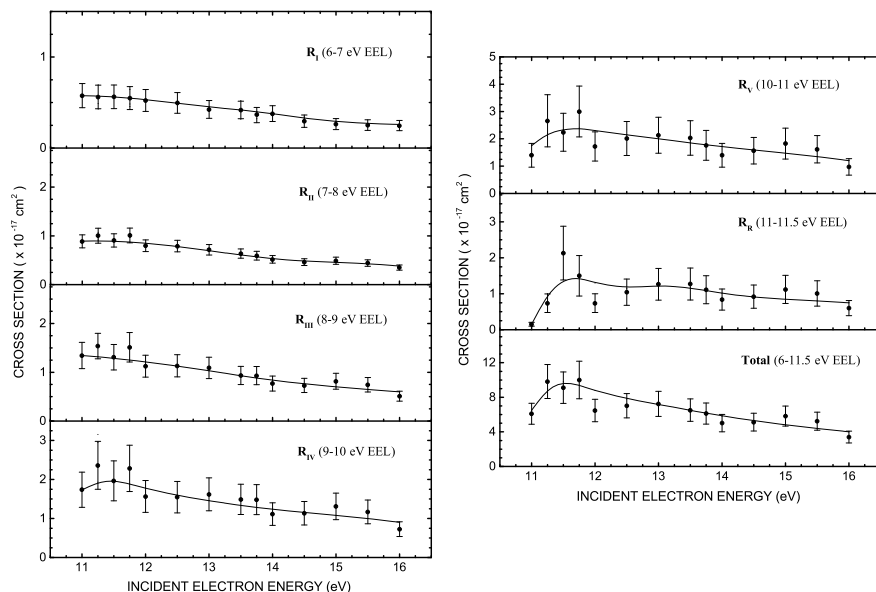 R_I (6-7 eV EEL)
1
0
R_II (7-8 eV EEL)
2
1
0
R_III (8-9 eV EEL)
2
1
0
R_IV (9-10 eV EEL)
3
2
1
0
11 12 13 14 15 16
INCIDENT ELECTRON ENERGY (eV)
CROSS SECTION ( x 10^-17 cm^2)
R_V (10-11 eV EEL)
5
4
3
2
1
0
R_R (11-11.5 eV EEL)
3
2
1
0
Total (6-11.5 eV EEL)
12
8
4
0
11 12 13 14 15 16
INCIDENT ELECTRON ENERGY (eV)
CROSS SECTION ( x 10^-17 cm^2)